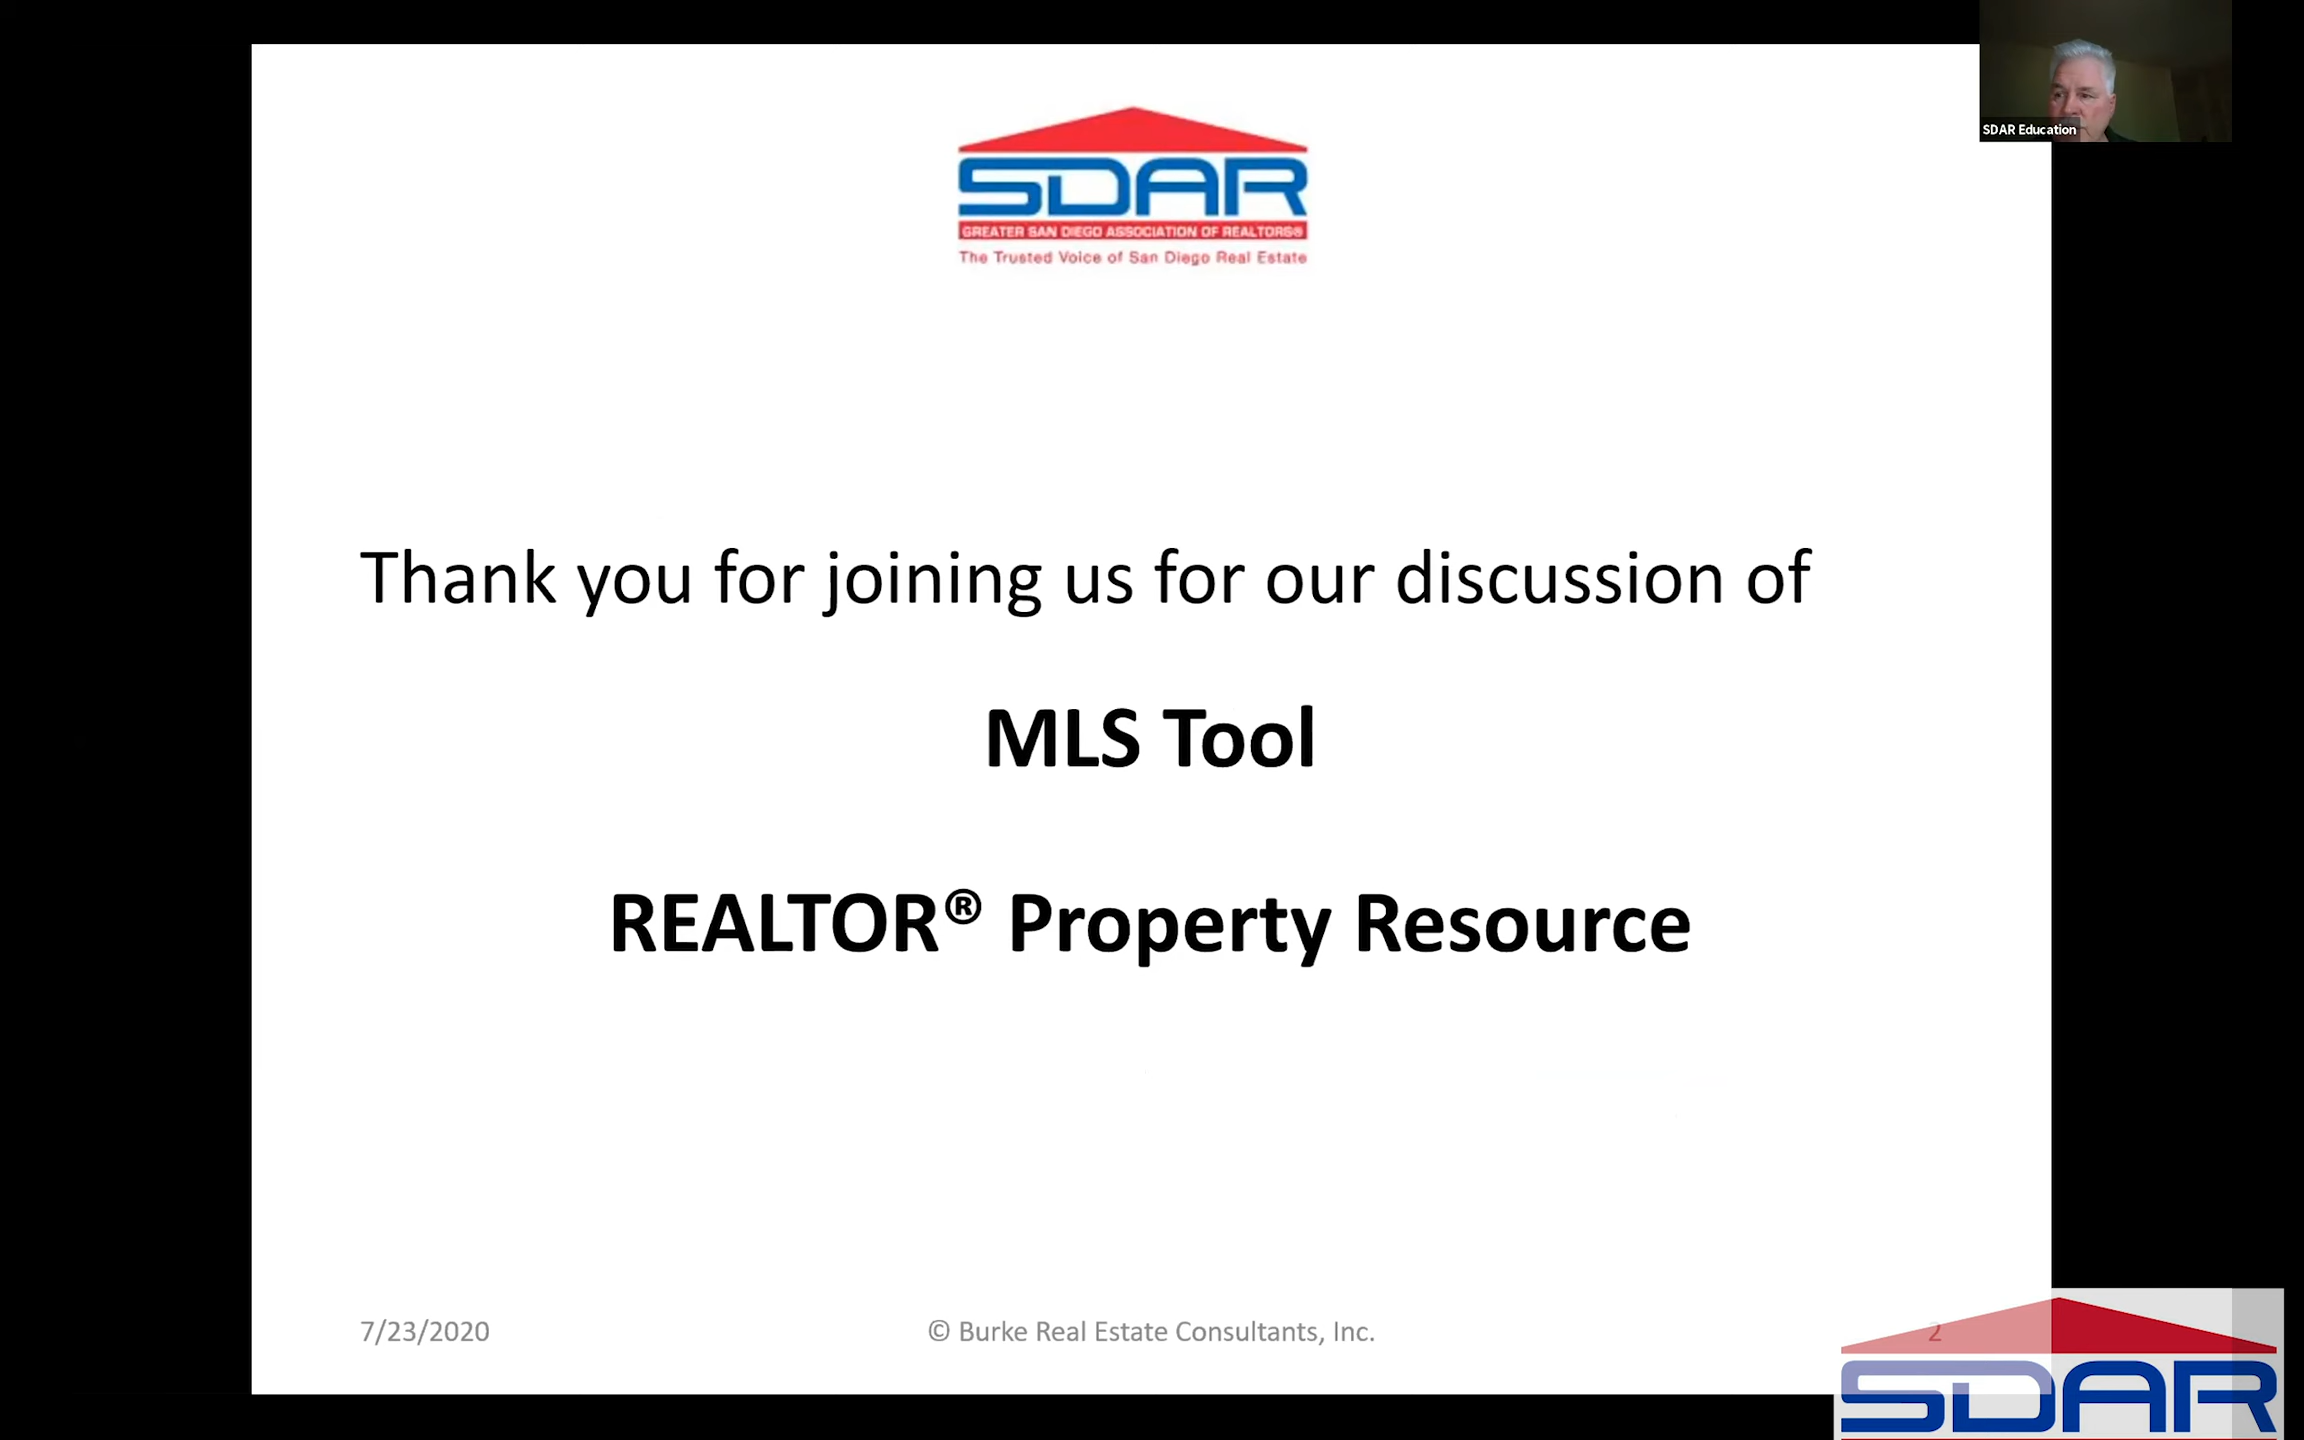 SDAR Education
SDAR
GREATER SAN DIEGO ASSOCIATION OF REALTORS®
The Trusted Voice of San Diego Real Estate
Thank you for joining us for our discussion of
MLS Tool
REALTOR® Property Resource
7/23/2020
© Burke Real Estate Consultants, Inc.
2
SDAR